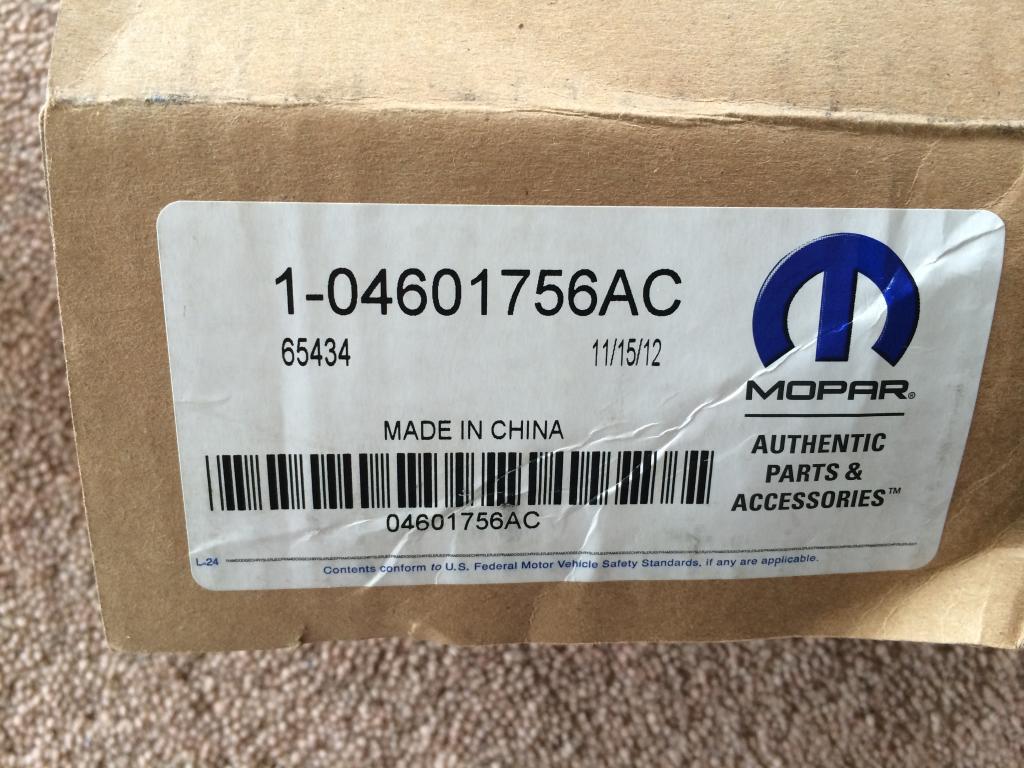 1-04601756AC
65434 11/15/12
MADE IN CHINA
04601756AC
MOPAR®
AUTHENTIC
PARTS &
ACCESSORIES™
L-24
Contents conform to U.S. Federal Motor Vehicle Safety Standards, if any are applicable.